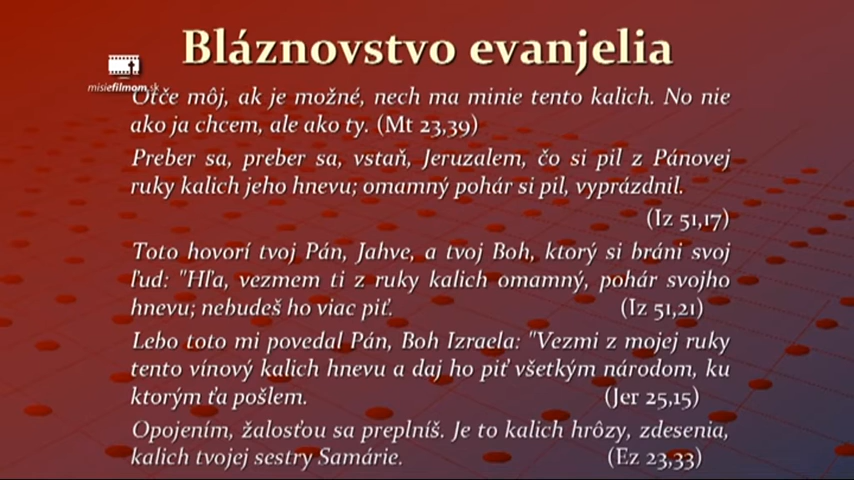 Bláznovstvo evanjelia
misiefilmom.sk
Otče môj, ak je možné, nech ma minie tento kalich. No nie
ako ja chcem, ale ako ty. (Mt 23,39)
Preber sa, preber sa, vstaň, Jeruzalem, čo si pil z Pánovej
ruky kalich jeho hnevu; omamný pohár si pil, vyprázdnil.
(Iz 51,17)
Toto hovorí tvoj Pán, Jahve, a tvoj Boh, ktorý si bráni svoj
ľud: "Hľa, vezmem ti z ruky kalich omamný, pohár svojho
hnevu; nebudeš ho viac piť. (Iz 51,21)
Lebo toto mi povedal Pán, Boh Izraela: "Vezmi z mojej ruky
tento vínový kalich hnevu a daj ho piť všetkým národom, ku
ktorým ťa pošlem. (Jer 25,15)
Opojením, žalosťou sa preplníš. Je to kalich hrôzy, zdesenia,
kalich tvojej sestry Samárie. (Ez 23,33)